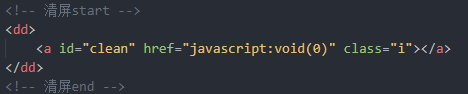 <!-- 清屏start -->
<dd>
    <a id="clean" href="javascript:void(0)" class="i"></a>
</dd>
<!-- 清屏end -->